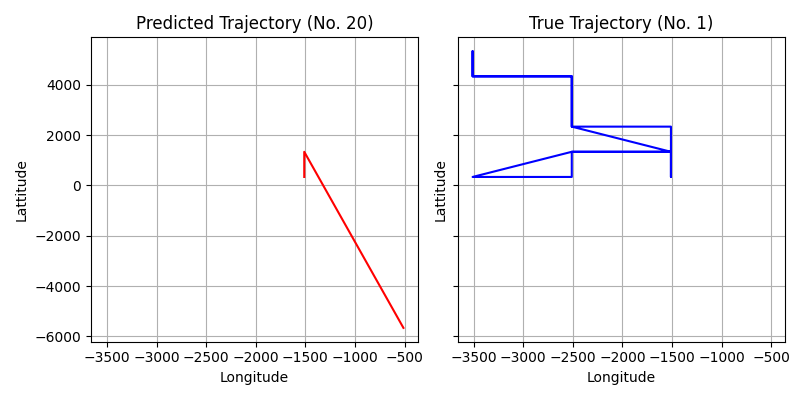 Predicted Trajectory (No. 20)
True Trajectory (No. 1)
Lattitude
4000
2000
0
−2000
−4000
−6000
−3500 −3000 −2500 −2000 −1500 −1000 −500
Longitude
Lattitude
−3500 −3000 −2500 −2000 −1500 −1000 −500
Longitude